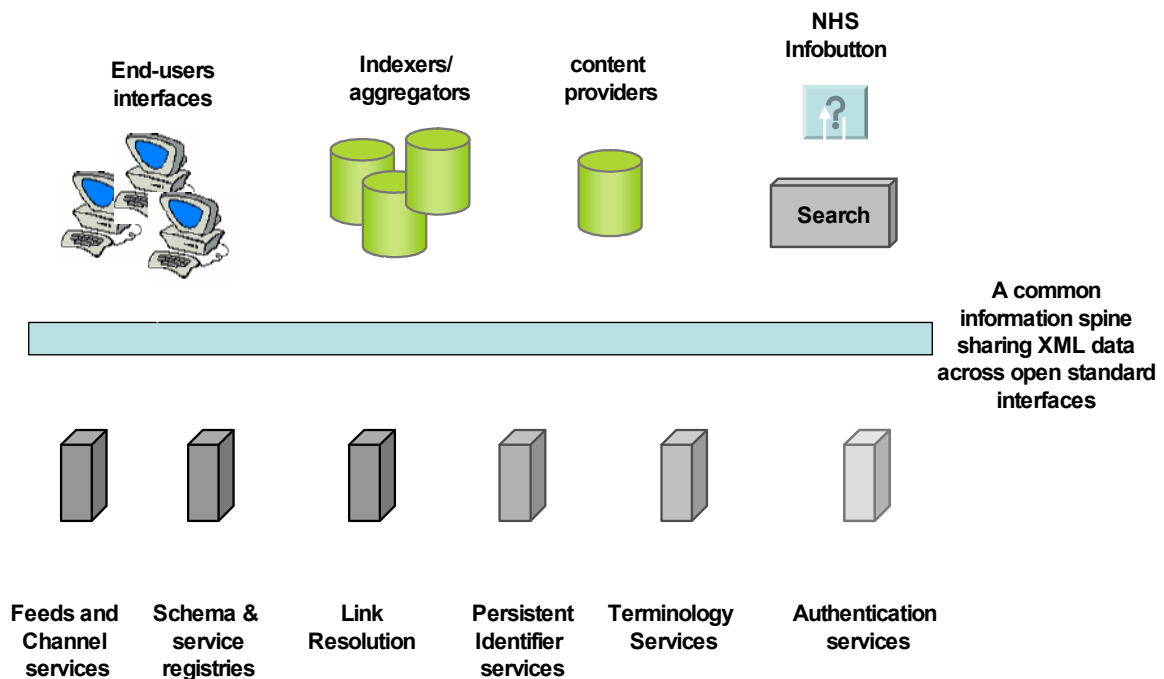 End-users
interfaces
Indexers/
aggregators
content
providers
NHS
Infobutton
?
Search
A common
information spine
sharing XML data
across open standard
interfaces
Feeds and
Channel
services
Schema &
service
registries
Link
Resolution
Persistent
Identifier
services
Terminology
Services
Authentication
services